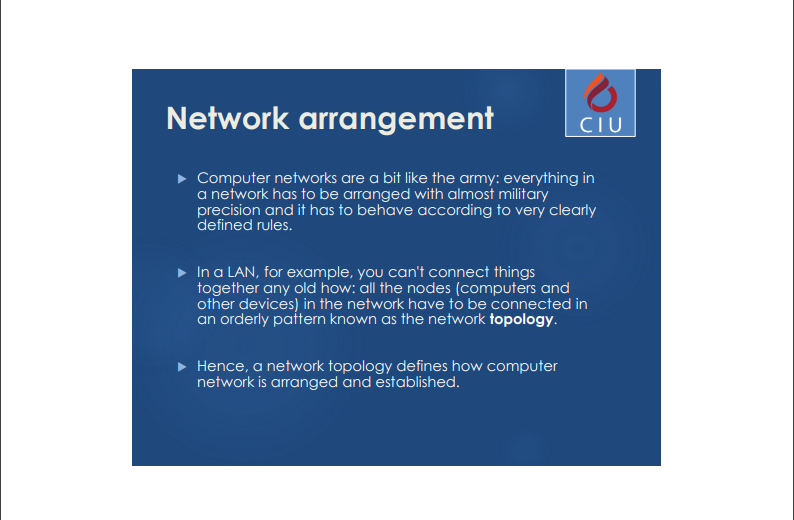 CIU
Network arrangement
Computer networks are a bit like the army: everything in
a network has to be arranged with almost military
precision and it has to behave according to very clearly
defined rules.
In a LAN, for example, you can't connect things
together any old how: all the nodes (computers and
other devices) in the network have to be connected in
an orderly pattern known as the network topology.
Hence, a network topology defines how computer
network is arranged and established.